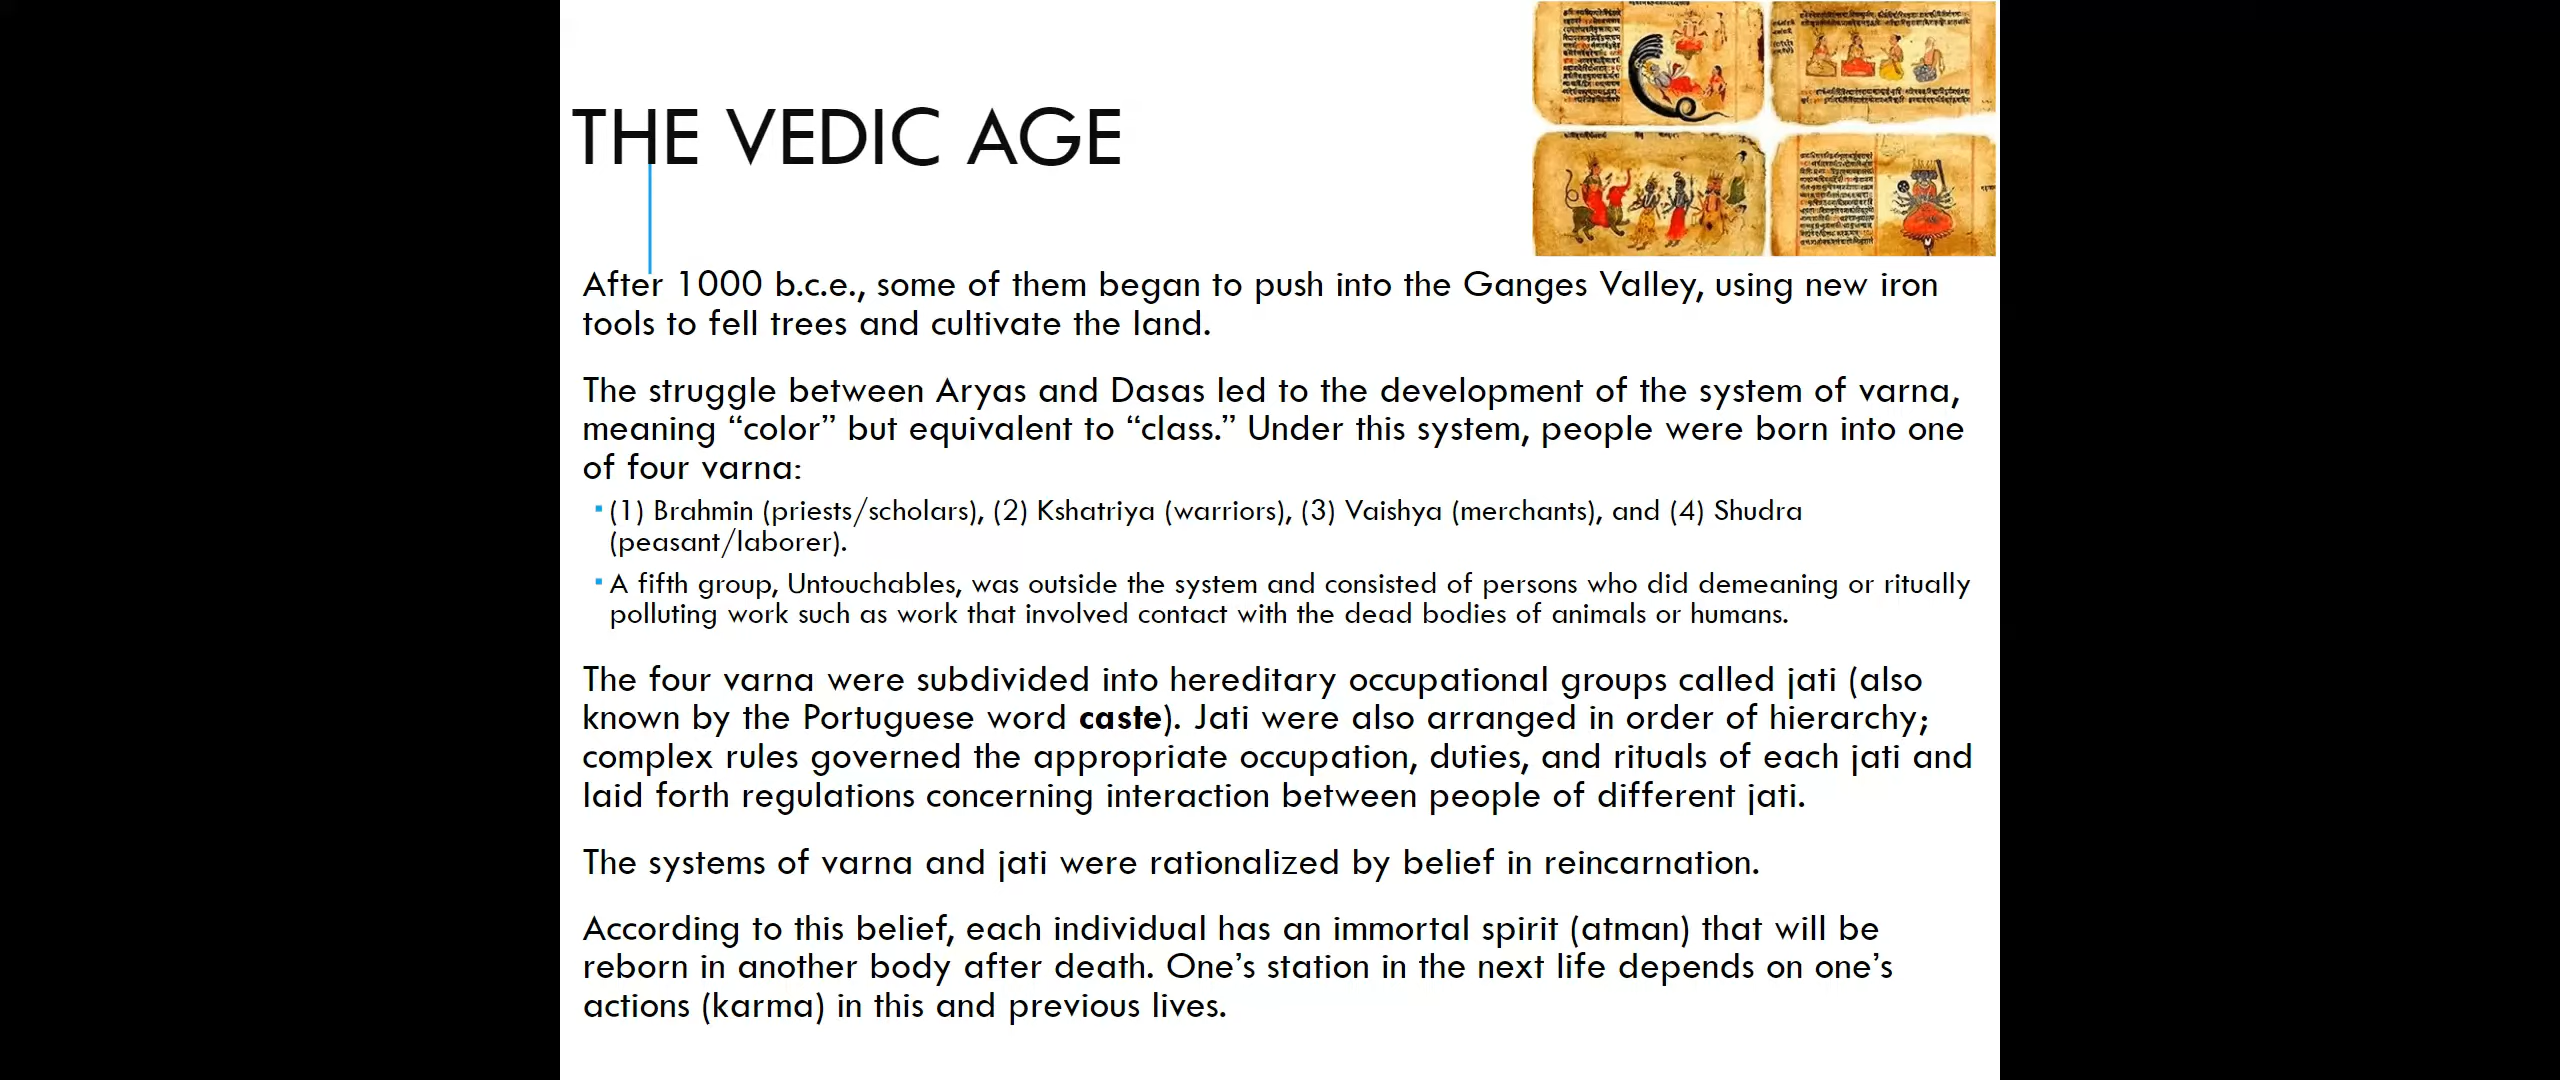 THE VEDIC AGE
After 1000 b.c.e., some of them began to push into the Ganges Valley, using new iron
tools to fell trees and cultivate the land.
The struggle between Aryas and Dasas led to the development of the system of varna,
meaning “color” but equivalent to “class.” Under this system, people were born into one
of four varna:
▪ (1) Brahmin (priests/scholars), (2) Kshatriya (warriors), (3) Vaishya (merchants), and (4) Shudra
(peasant/laborer).
▪ A fifth group, Untouchables, was outside the system and consisted of persons who did demeaning or ritually
polluting work such as work that involved contact with the dead bodies of animals or humans.
The four varna were subdivided into hereditary occupational groups called jati (also
known by the Portuguese word caste). Jati were also arranged in order of hierarchy;
complex rules governed the appropriate occupation, duties, and rituals of each jati and
laid forth regulations concerning interaction between people of different jati.
The systems of varna and jati were rationalized by belief in reincarnation.
According to this belief, each individual has an immortal spirit (atman) that will be
reborn in another body after death. One’s station in the next life depends on one’s
actions (karma) in this and previous lives.